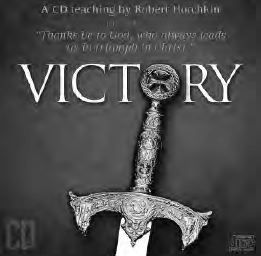 A CD teaching by Robert Hotchkin
"Thanks be to God, who always leads
us in triumph in Christ."
VICTORY
CD